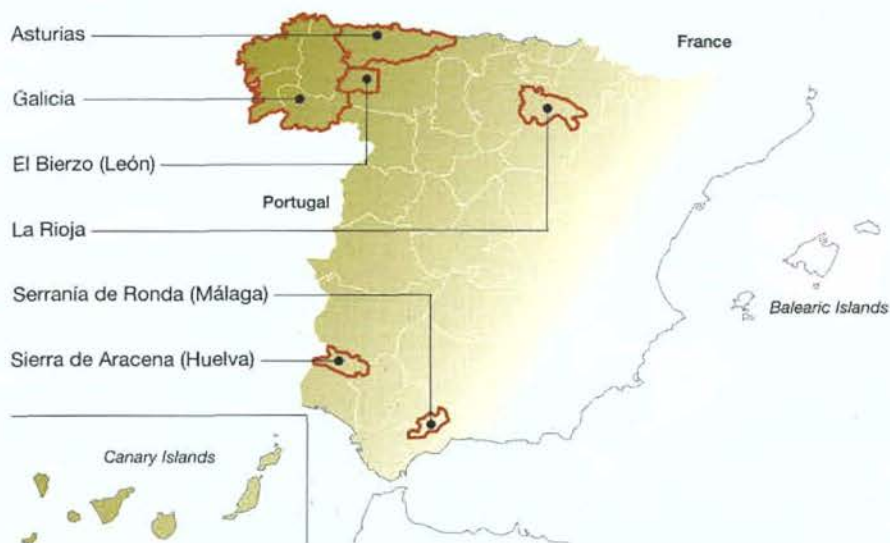 Asturias
France
Galicia
El Bierzo (León)
Portugal
La Rioja
Serranía de Ronda (Málaga)
Balearic Islands
Sierra de Aracena (Huelva)
Canary Islands